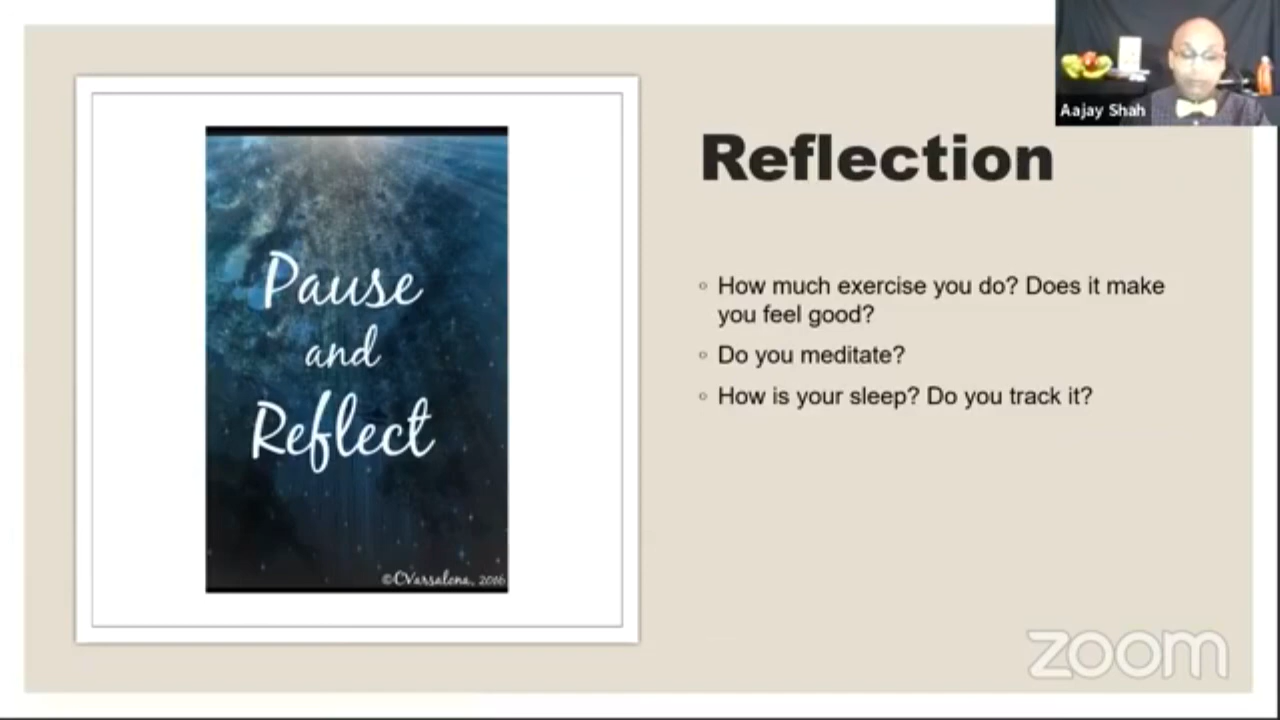 Aajay Shah
Reflection
Pause
and
Reflect
©CVarsalona, 2016
How much exercise you do? Does it make
you feel good?
Do you meditate?
How is your sleep? Do you track it?
zoom